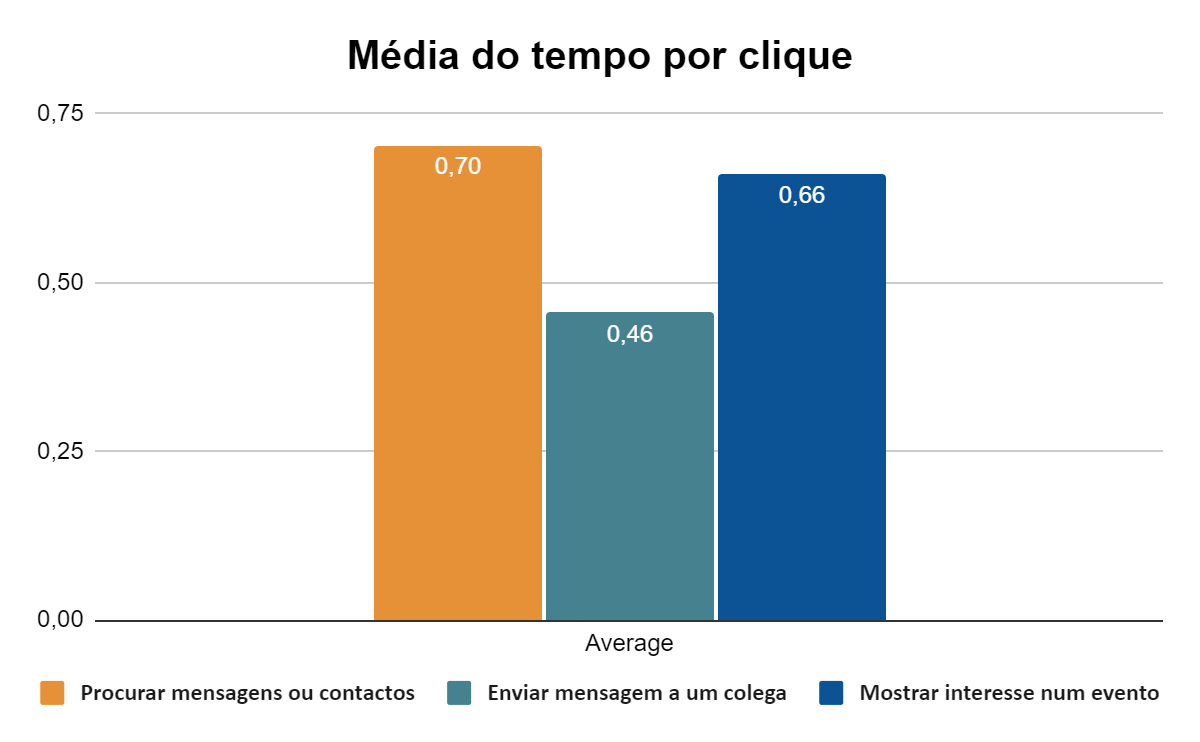 Média do tempo por clique
0,75
0,70
0,66
0,50
0,46
0,25
0,00
Average
Procurar mensagens ou contactos Enviar mensagem a um colega Mostrar interesse num evento